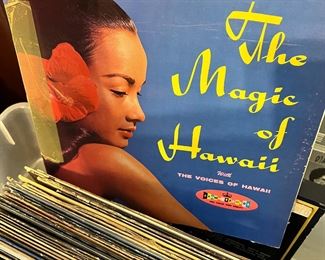 The
Magic
of
Hawaii
With
THE VOICES OF HAWAII